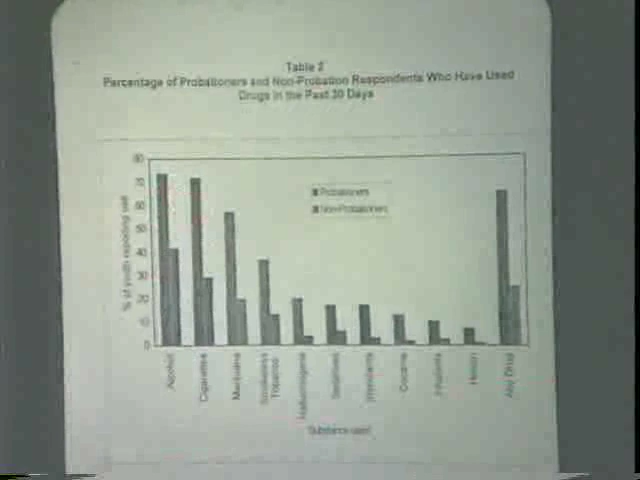 Table 2
Percentage of Probationers and Non-Probation Respondents Who Have Used
Drugs in the Past 30 Days
80
70
60
50
40
30
20
10
0
% of youth reporting use
Probationers
Non-Probationers
Alcohol
Cigarettes
Marijuana
Smokeless
Tobacco
Hallucinogens
Cocaine
Inhalants
Heroin
Any Drug
Substance used